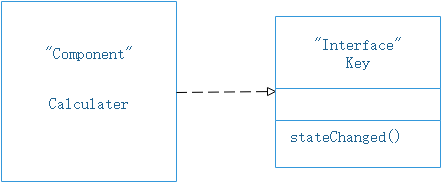 "Component"
Calculater
"Interface"
Key
stateChanged()